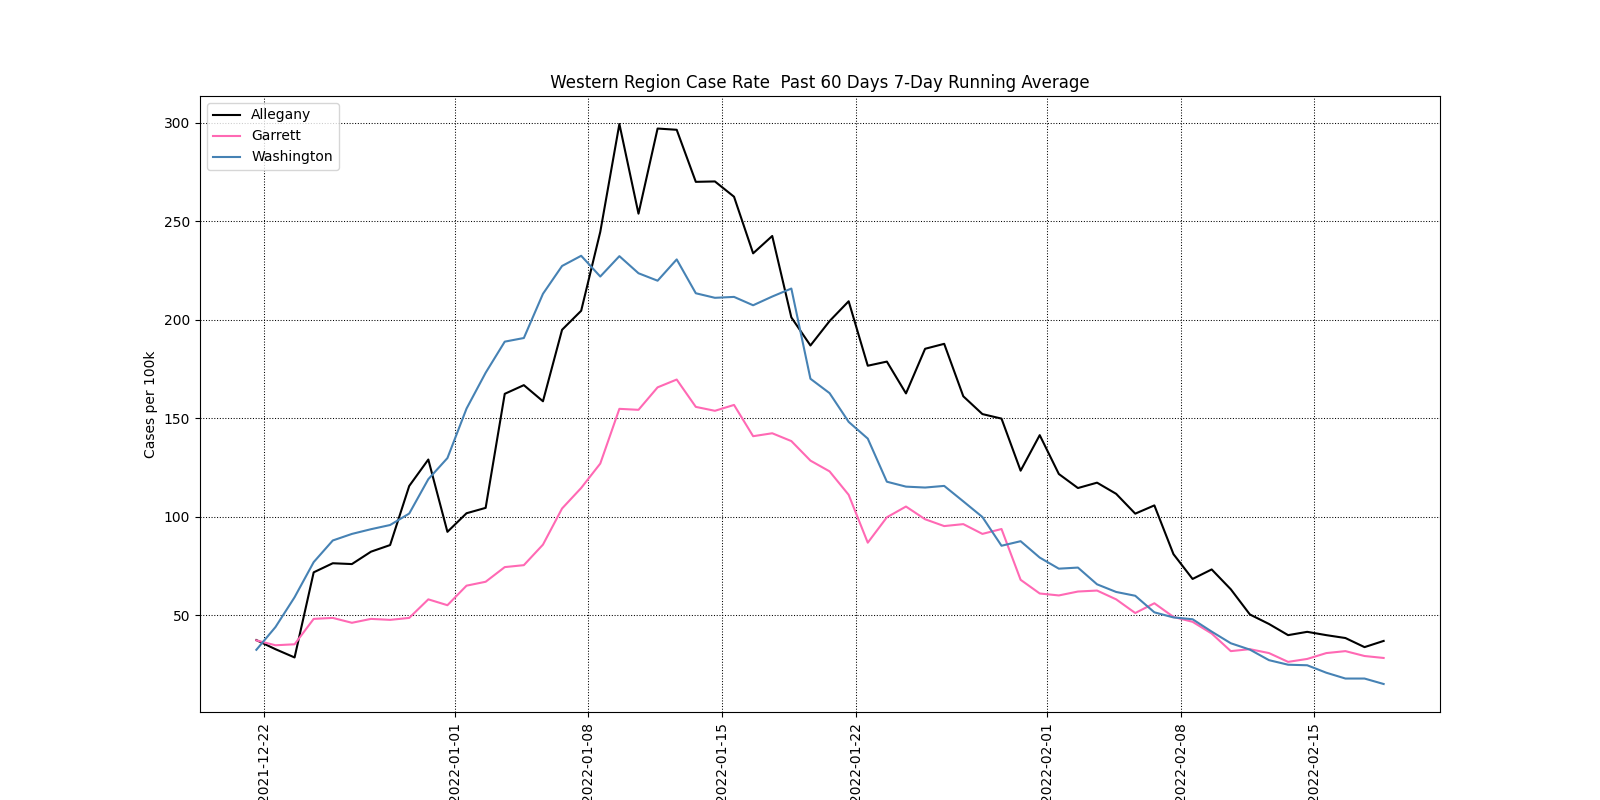 Western Region Case Rate  Past 60 Days 7-Day Running Average
Allegany
Garrett
Washington
Cases per 100k
300
250
200
150
100
50
2021-12-22
2022-01-01
2022-01-08
2022-01-15
2022-01-22
2022-02-01
2022-02-08
2022-02-15